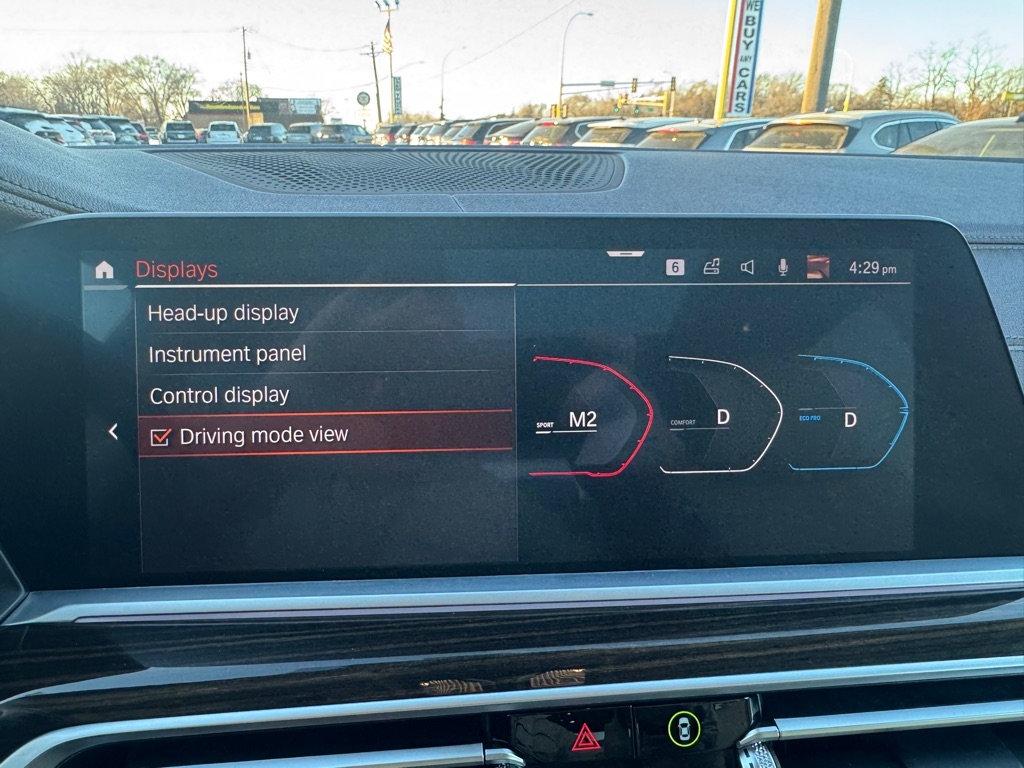 WE
BUY
ANY
CARS
Displays
6
4:29 pm
Head-up display
Instrument panel
Control display
Driving mode view
SPORT M2
COMFORT D
ECO PRO D